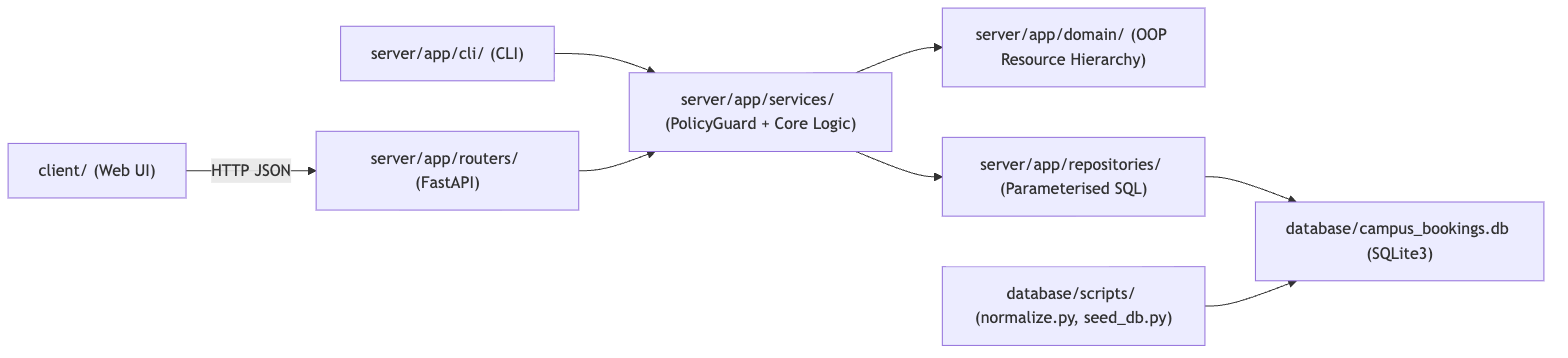 client/ (Web UI)
HTTP JSON
server/app/cli/ (CLI)
server/app/routers/
(FastAPI)
server/app/services/
(PolicyGuard + Core Logic)
server/app/domain/ (OOP
Resource Hierarchy)
server/app/repositories/
(Parameterised SQL)
database/scripts/
(normalize.py, seed_db.py)
database/campus_bookings.db
(SQLite3)